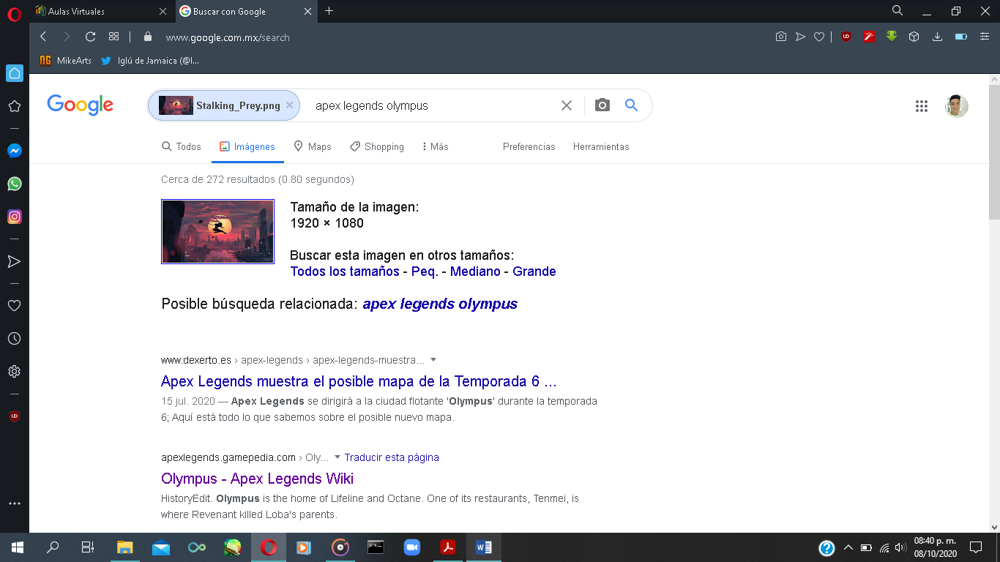 Aulas Virtuales
Buscar con Google
www.google.com.mx/search
MikeArts
Iglú de Jamaica (@I...
Google
Stalking_Prey.png
apex legends olympus
Todos
Imágenes
Maps
Shopping
Más
Preferencias
Herramientas
Cerca de 272 resultados (0.80 segundos)
Tamaño de la imagen:
1920 × 1080
Buscar esta imagen en otros tamaños:
Todos los tamaños - Peq. - Mediano - Grande
Posible búsqueda relacionada: apex legends olympus
www.dexerto.es › apex-legends › apex-legends-muestra...
Apex Legends muestra el posible mapa de la Temporada 6 ...
15 jul. 2020 — Apex Legends se dirigirá a la ciudad flotante 'Olympus' durante la temporada
6; Aquí está todo lo que sabemos sobre el posible nuevo mapa.
apexlegends.gamepedia.com › Oly... Traducir esta página
Olympus - Apex Legends Wiki
HistoryEdit. Olympus is the home of Lifeline and Octane. One of its restaurants, Tenmei, is
where Revenant killed Loba's parents.
08:40 p. m.
08/10/2020